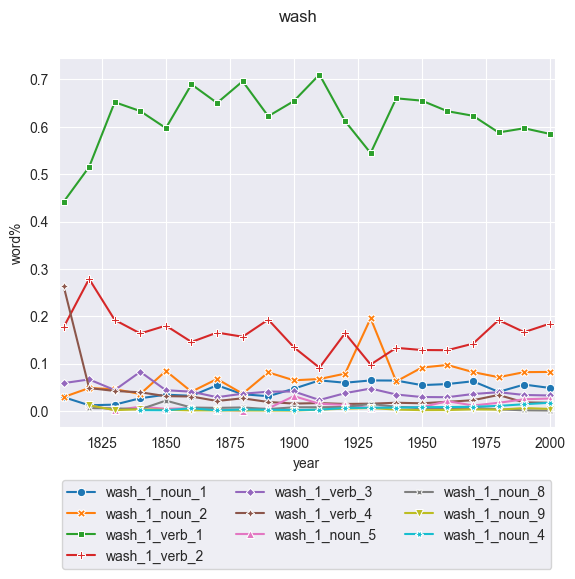 wash
0.7
0.6
0.5
0.4
0.3
0.2
0.1
0.0
word%
1825 1850 1875 1900 1925 1950 1975 2000
year
wash_1_noun_1 wash_1_verb_3 wash_1_noun_8
wash_1_noun_2 wash_1_verb_4 wash_1_noun_9
wash_1_verb_1 wash_1_noun_5 wash_1_noun_4
wash_1_verb_2